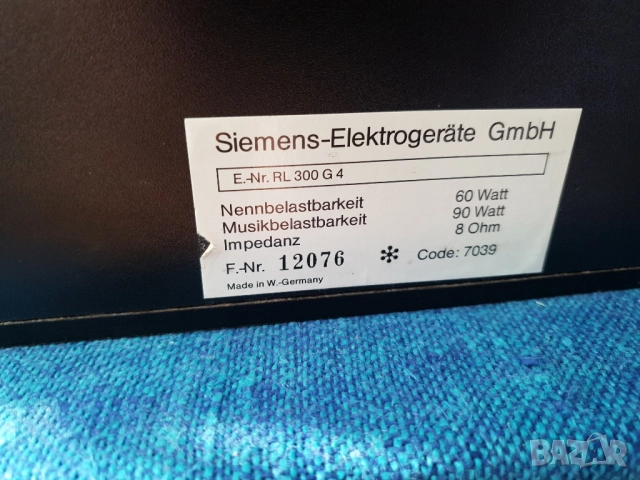 Siemens-Elektrogeräte GmbH
E.-Nr. RL 300 G 4
Nennbelastbarkeit 60 Watt
Musikbelastbarkeit 90 Watt
Impedanz 8 Ohm
F.-Nr. 12076 ✻ Code: 7039
Made in W.-Germany
BAZAR